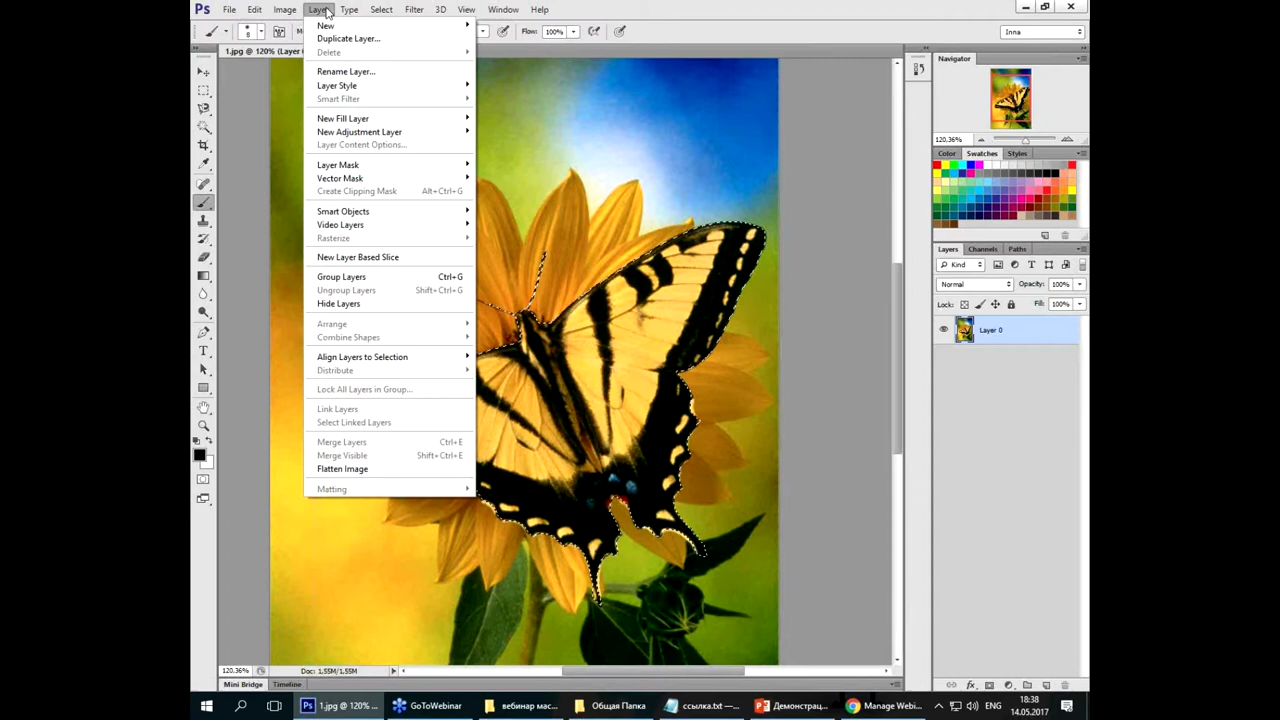 Ps File Edit Image Layer Type Select Filter 3D View Window Help
8
Flow: 100%
Inna
1.jpg @ 120% (Layer
New
Duplicate Layer...
Delete
Rename Layer...
Layer Style
Smart Filter
New Fill Layer
New Adjustment Layer
Layer Content Options...
Layer Mask
Vector Mask
Create Clipping Mask Alt+Ctrl+G
Smart Objects
Video Layers
Rasterize
New Layer Based Slice
Group Layers Ctrl+G
Ungroup Layers Shift+Ctrl+G
Hide Layers
Arrange
Combine Shapes
Align Layers to Selection
Distribute
Lock All Layers in Group...
Link Layers
Select Linked Layers
Merge Layers Ctrl+E
Merge Visible Shift+Ctrl+E
Flatten Image
Matting
Navigator
120.36%
Color Swatches Styles
Layers Channels Paths
Kind
Normal Opacity: 100%
Lock: Fill: 100%
Layer 0
120.36% Doc: 1,55M/1,55M
Mini Bridge Timeline
1.jpg @ 120% ... GoToWebinar вебинар мас... Общая Папка ссылка.txt —... Демонстрац... Manage Webi... ENG 18:38
14.05.2017